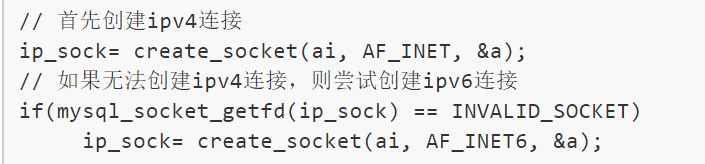 // 首先创建ipv4连接
ip_sock= create_socket(ai, AF_INET, &a);
// 如果无法创建ipv4连接，则尝试创建ipv6连接
if(mysql_socket_getfd(ip_sock) == INVALID_SOCKET)
    ip_sock= create_socket(ai, AF_INET6, &a);